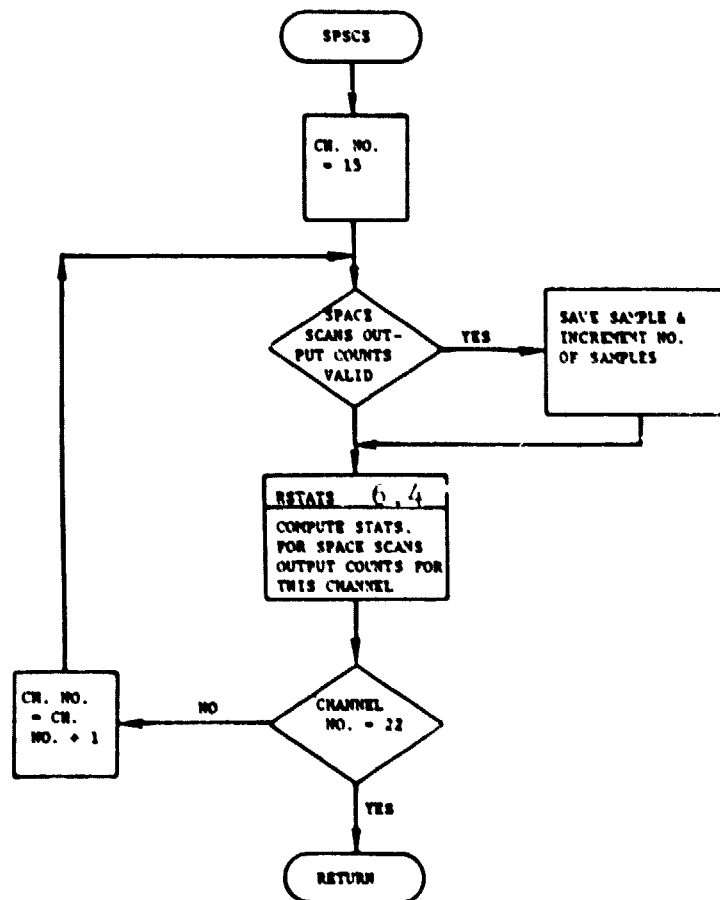 SPSCS
CH. NO.
= 15
SPACE
SCANS OUT-
PUT COUNTS
VALID
YES
SAVE SAMPLE &
INCREMENT NO.
OF SAMPLES
RSTATS 6.4
COMPUTE STATS.
FOR SPACE SCANS
OUTPUT COUNTS FOR
THIS CHANNEL
CHANNEL
NO. = 22
NO
CH. NO.
= CH.
NO. + 1
YES
RETURN